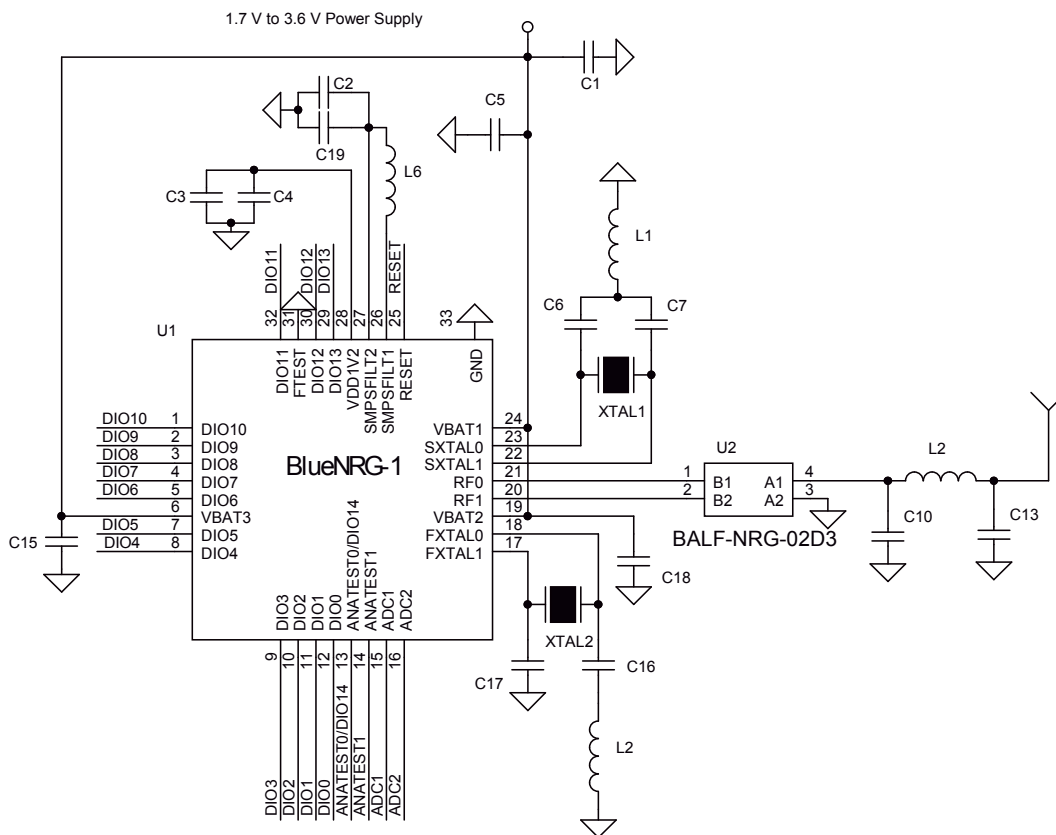 1.7 V to 3.6 V Power Supply
C1
C2
C5
C19
L6
C3
C4
L1
DIO11
DIO12
DIO13
RESET
C6
C7
U1
32
31
30
29
28
27
26
25
33
DIO11
FTEST
DIO12
DIO13
VDD1V2
SMPSFILT2
SMPSFILT1
RESET
GND
XTAL1
DIO10 1 DIO10
DIO9 2 DIO9
DIO8 3 DIO8
DIO7 4 DIO7
DIO6 5 DIO6
6 VBAT3
DIO5 7 DIO5
DIO4 8 DIO4
C15
BlueNRG-1
VBAT1 24
SXTAL0 23
SXTAL1 22
RF0 21
RF1 20
VBAT2 19
FXTAL0 18
FXTAL1 17
U2
1 B1 A1 4
2 B2 A2 3
BALF-NRG-02D3
L2
C10
C13
C18
XTAL2
C17
C16
L2
DIO3
DIO2
DIO1
DIO0
ANATEST0/DIO14
ANATEST1
ADC1
ADC2
9
10
11
12
13
14
15
16
DIO3
DIO2
DIO1
DIO0
ANATEST0/DIO14
ANATEST1
ADC1
ADC2